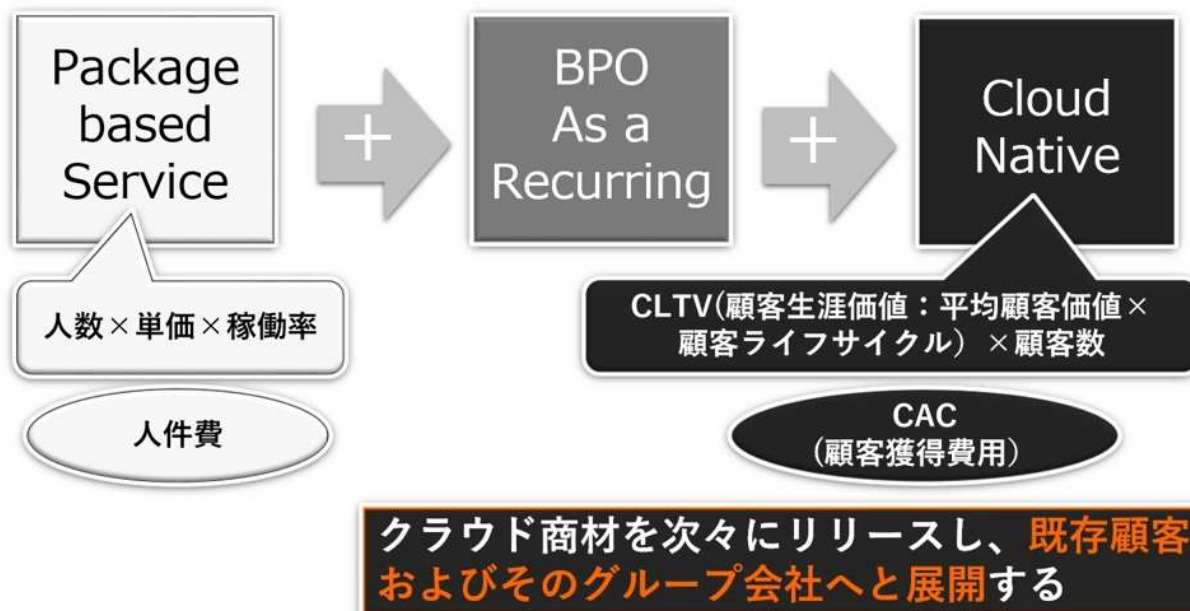 Package
based
Service
+
BPO
As a
Recurring
+
Cloud
Native
人数×単価×稼働率
CLTV(顧客生涯価値：平均顧客価値×
顧客ライフサイクル）×顧客数
人件費
CAC
(顧客獲得費用)
クラウド商材を次々にリリースし、既存顧客
およびそのグループ会社へと展開する